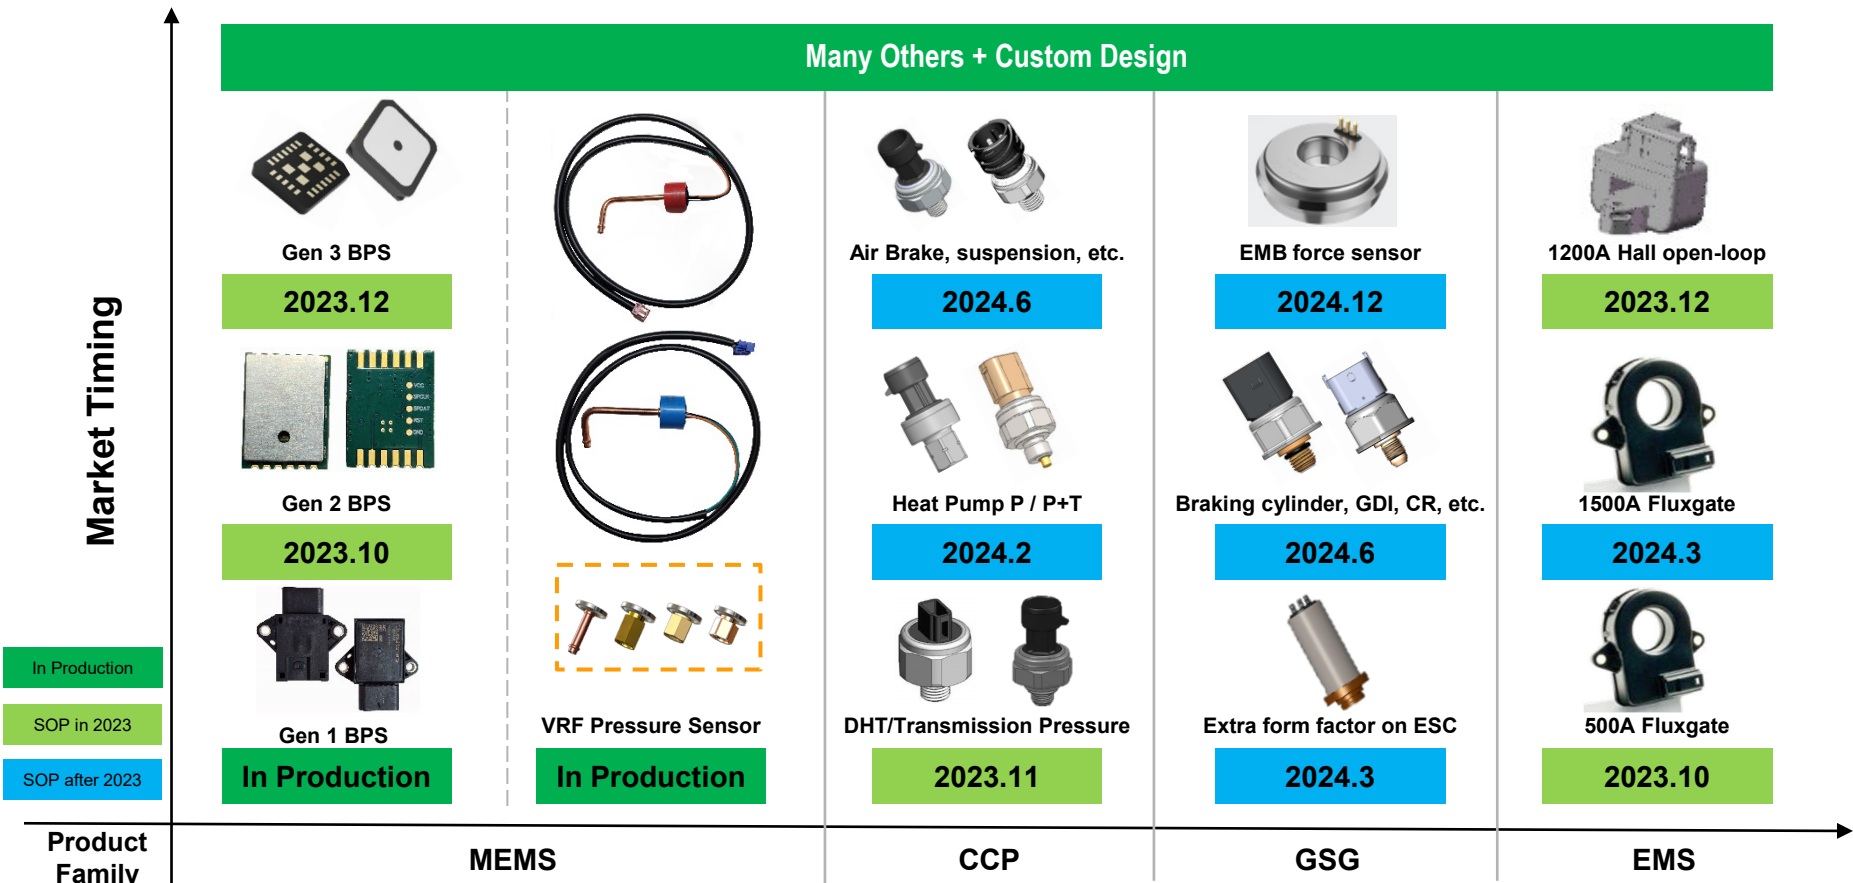 Many Others + Custom Design
Market Timing
Gen 3 BPS
2023.12
Gen 2 BPS
2023.10
Gen 1 BPS
In Production
VRF Pressure Sensor
In Production
Air Brake, suspension, etc.
2024.6
Heat Pump P / P+T
2024.2
DHT/Transmission Pressure
2023.11
EMB force sensor
2024.12
Braking cylinder, GDI, CR, etc.
2024.6
Extra form factor on ESC
2024.3
1200A Hall open-loop
2023.12
1500A Fluxgate
2024.3
500A Fluxgate
2023.10
In Production
SOP in 2023
SOP after 2023
Product
Family
MEMS
CCP
GSG
EMS
VCC
GND